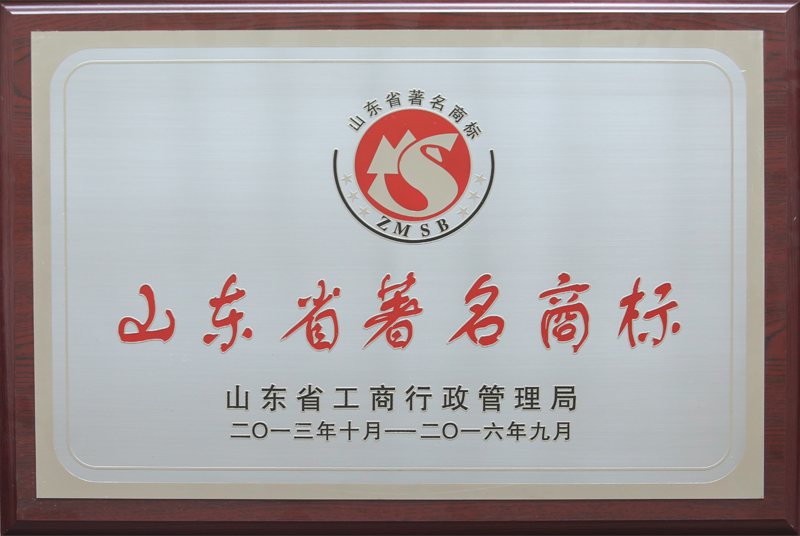 山东省著名商标
ZMSB
山东省著名商标
山东省工商行政管理局
二〇一三年十月——二〇一六年九月